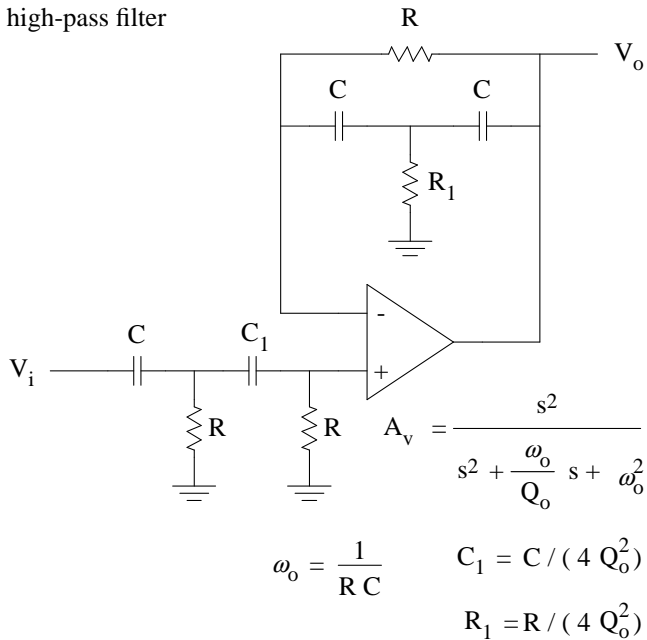 high-pass filter
R
V_o
C C
R_1
-
C C_1
V_i
+
R R
A_v = s^2 / (s^2 + (ω_o / Q_o) s + ω_o^2)
ω_o = 1 / (R C)
C_1 = C / ( 4 Q_o^2 )
R_1 = R / ( 4 Q_o^2 )